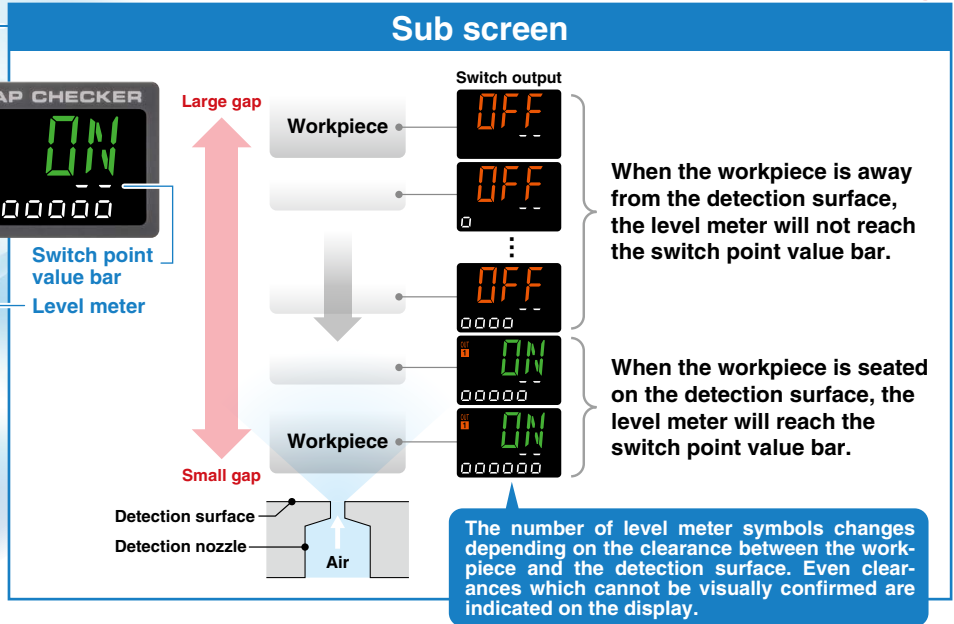 Sub screen
AP CHECKER
ON
00000
Switch point
value bar
Level meter
Large gap
Small gap
Switch output
Workpiece
OFF
OFF
0
OFF
0000
OUT
1
ON
00000
Workpiece
OUT
1
ON
000000
When the workpiece is away
from the detection surface,
the level meter will not reach
the switch point value bar.
When the workpiece is seated
on the detection surface, the
level meter will reach the
switch point value bar.
Detection surface
Detection nozzle
Air
The number of level meter symbols changes
depending on the clearance between the work-
piece and the detection surface. Even clear-
ances which cannot be visually confirmed are
indicated on the display.